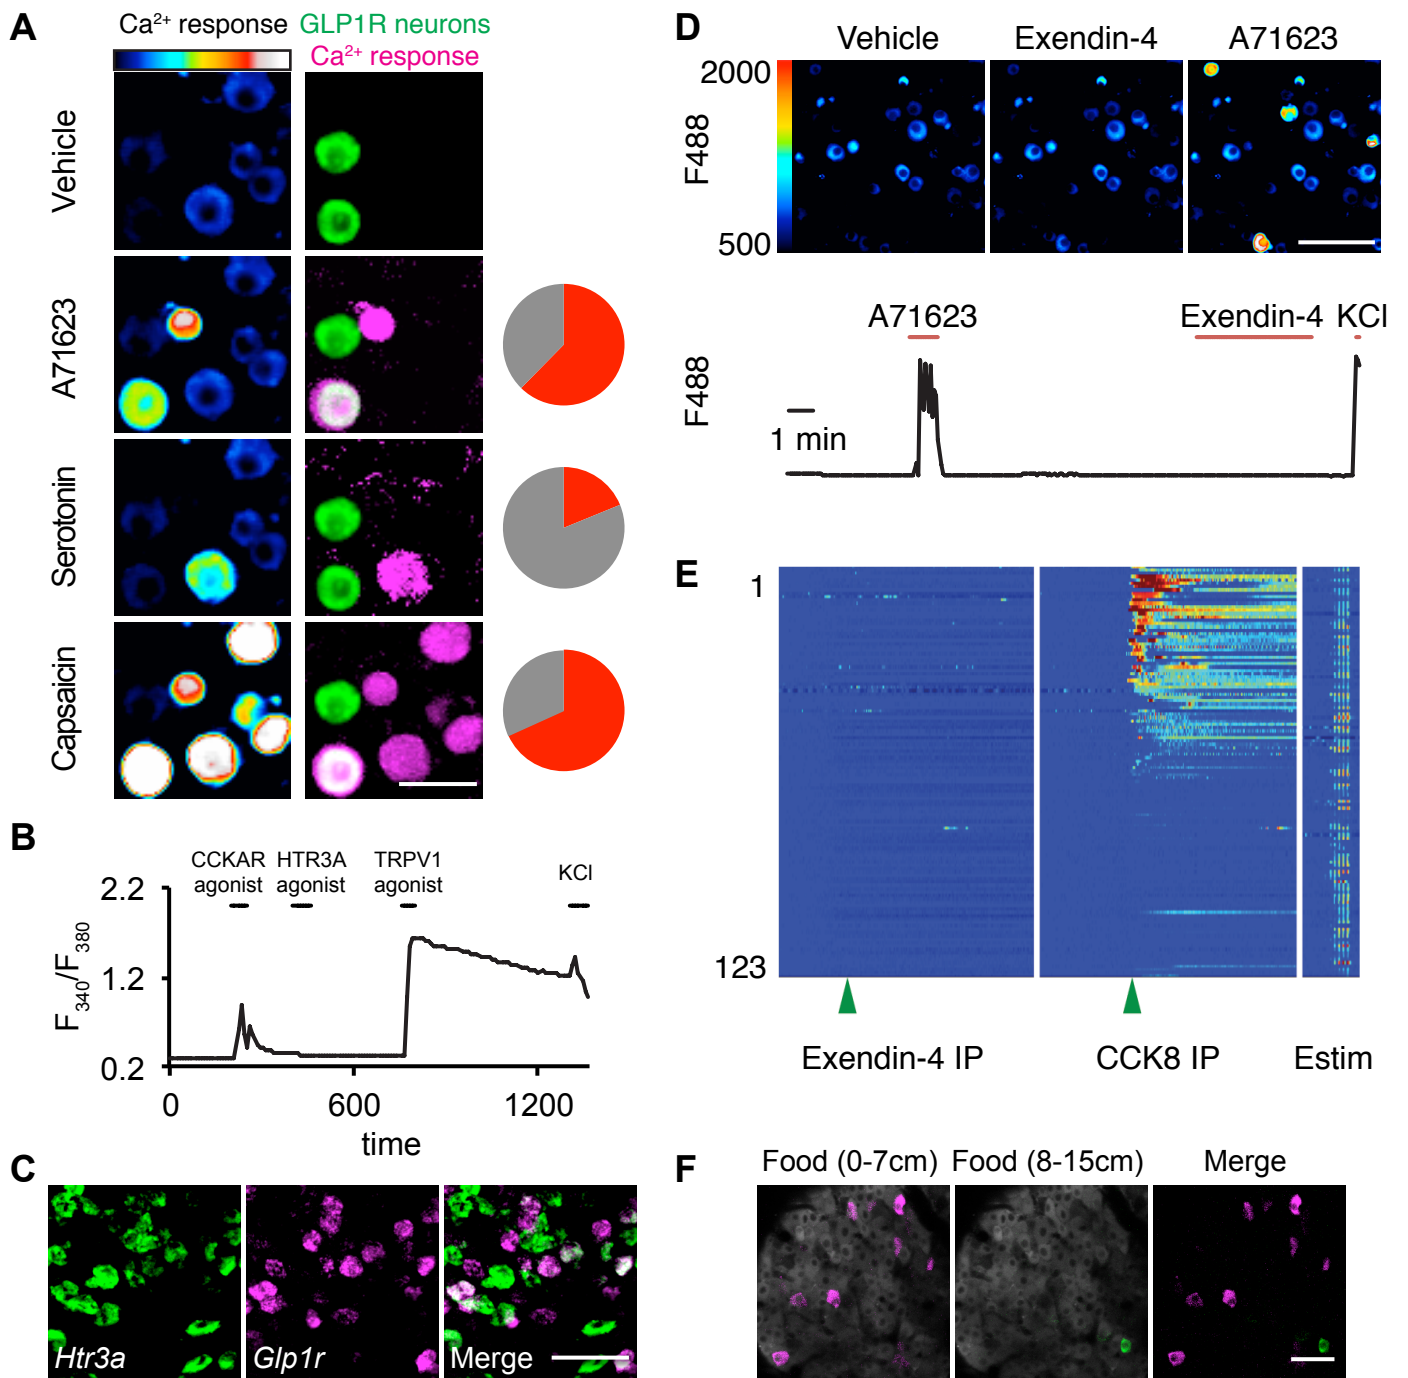 A
Ca²⁺ response
GLP1R neurons
Ca²⁺ response
Vehicle
A71623
Serotonin
Capsaicin
B
CCKAR agonist
HTR3A agonist
TRPV1 agonist
KCl
2.2
1.2
0.2
F340/F380
0
600
1200
time
C
Htr3a
Glp1r
Merge
D
Vehicle
Exendin-4
A71623
2000
500
F488
A71623
Exendin-4
KCl
F488
1 min
E
1
123
Exendin-4 IP
CCK8 IP
Estim
F
Food (0-7cm)
Food (8-15cm)
Merge